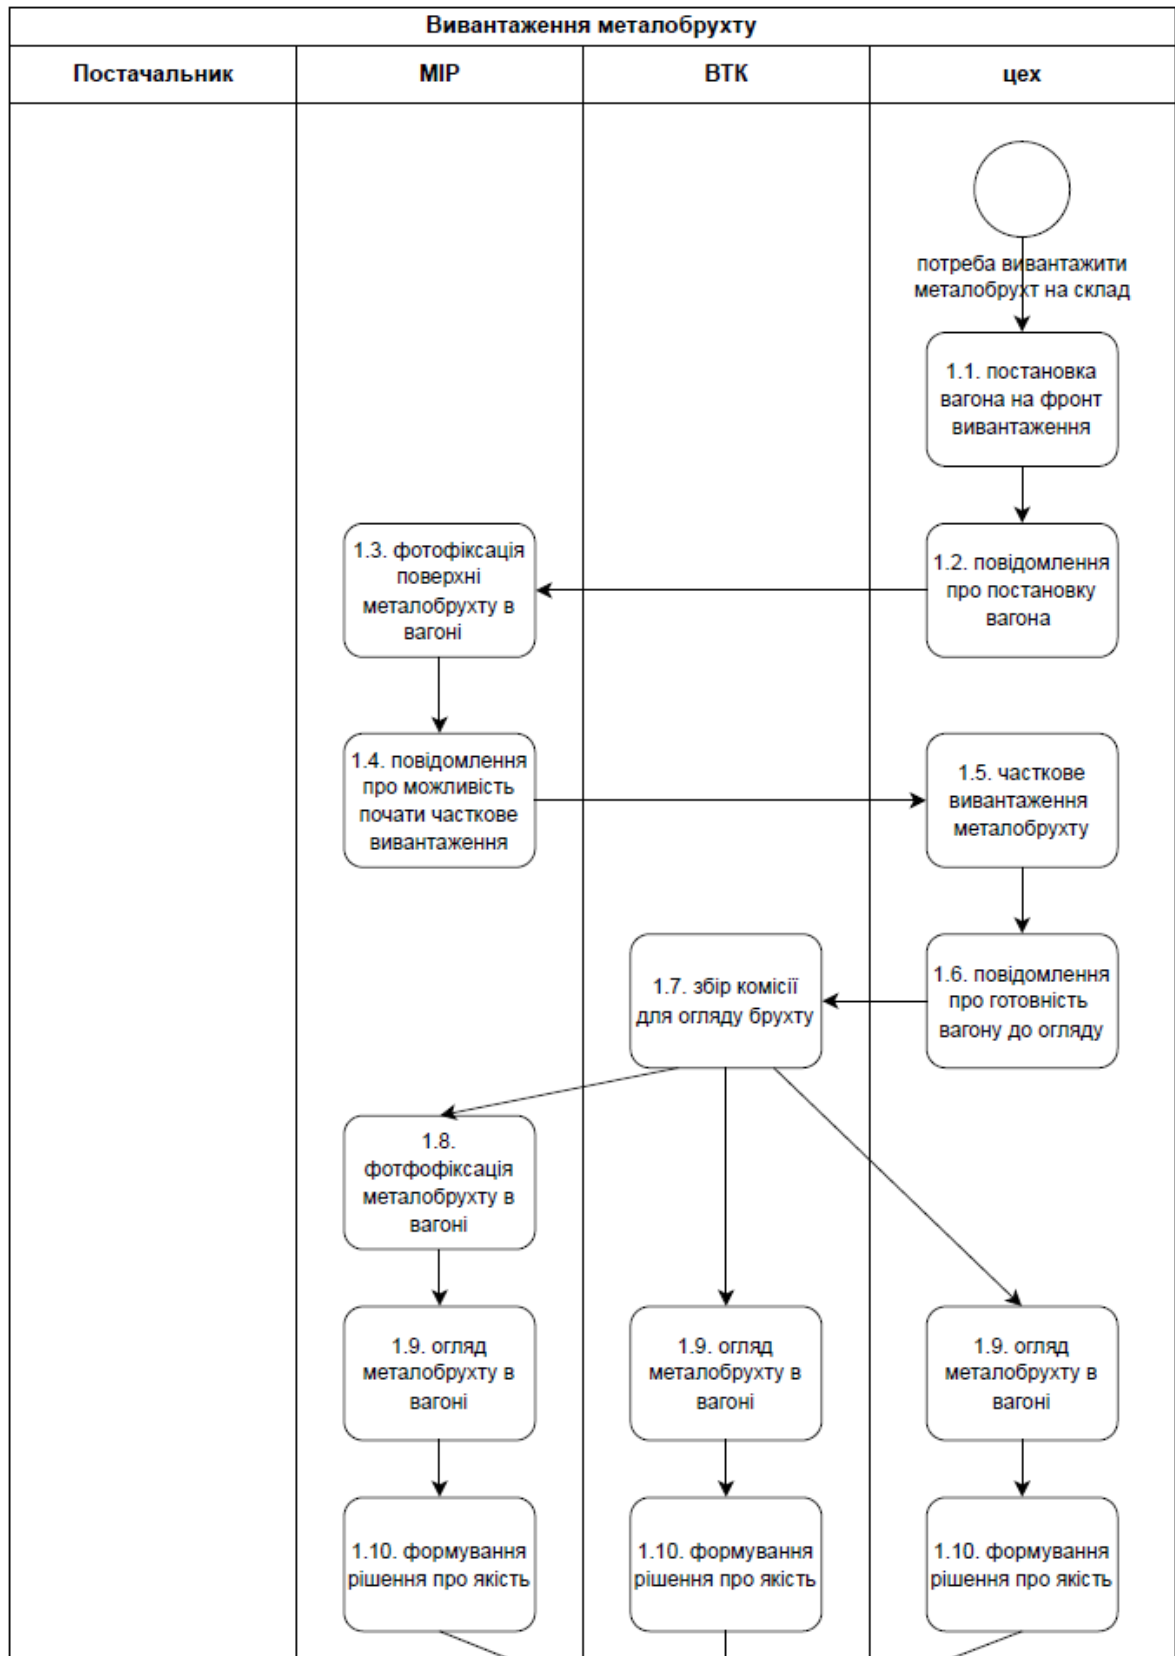 Вивантаження металобрухту
Постачальник
МІР
ВТК
цех
потреба вивантажити
металобрухт на склад
1.1. постановка
вагона на фронт
вивантаження
1.2. повідомлення
про постановку
вагона
1.3. фотофіксація
поверхні
металобрухту в
вагоні
1.4. повідомлення
про можливість
почати часткове
вивантаження
1.5. часткове
вивантаження
металобрухту
1.6. повідомлення
про готовність
вагону до огляду
1.7. збір комісії
для огляду брухту
1.8.
фотфофіксація
металобрухту в
вагоні
1.9. огляд
металобрухту в
вагоні
1.9. огляд
металобрухту в
вагоні
1.9. огляд
металобрухту в
вагоні
1.10. формування
рішення про якість
1.10. формування
рішення про якість
1.10. формування
рішення про якість